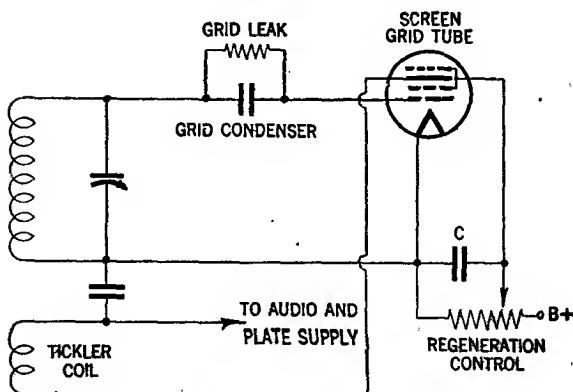 SCREEN
GRID TUBE
GRID LEAK
GRID CONDENSER
C
B+
TO AUDIO AND
PLATE SUPPLY
REGENERATION
CONTROL
TICKLER
COIL